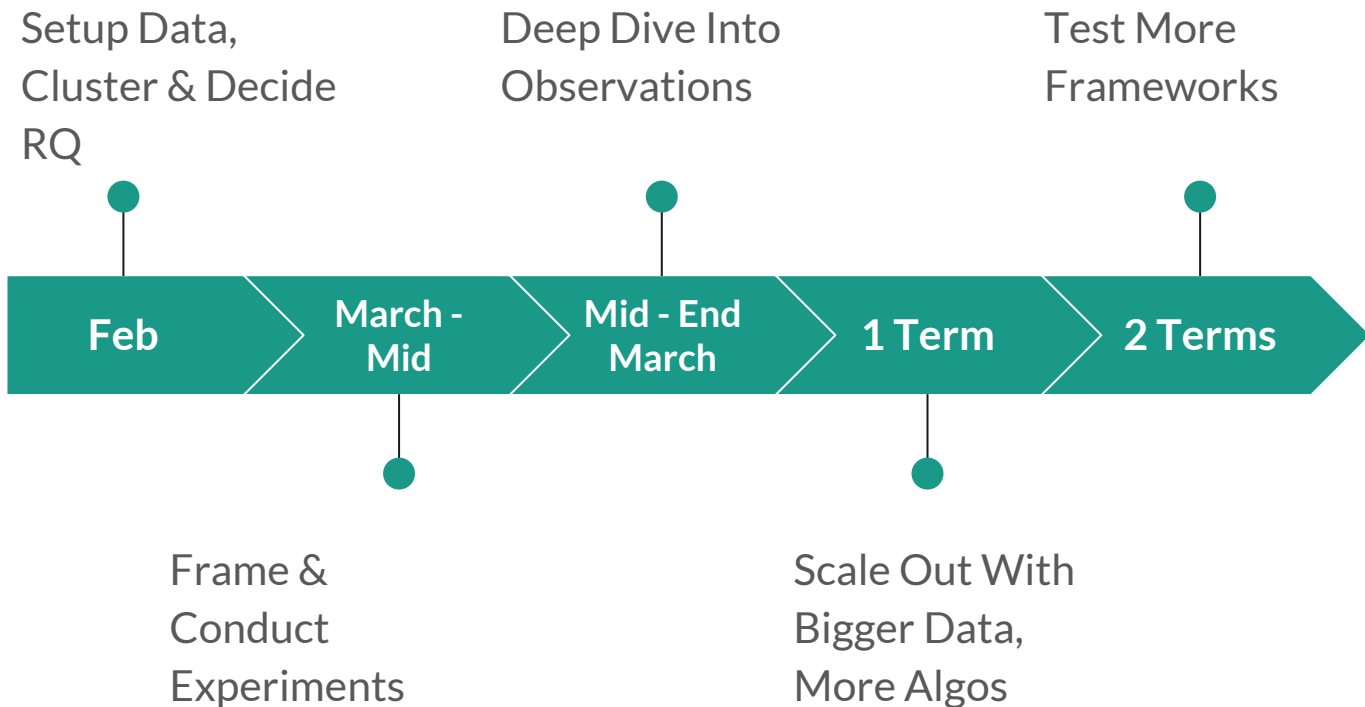 Setup Data,
Cluster & Decide
RQ
Deep Dive Into
Observations
Test More
Frameworks
Feb
March -
Mid
Mid - End
March
1 Term
2 Terms
Frame &
Conduct
Experiments
Scale Out With
Bigger Data,
More Algos